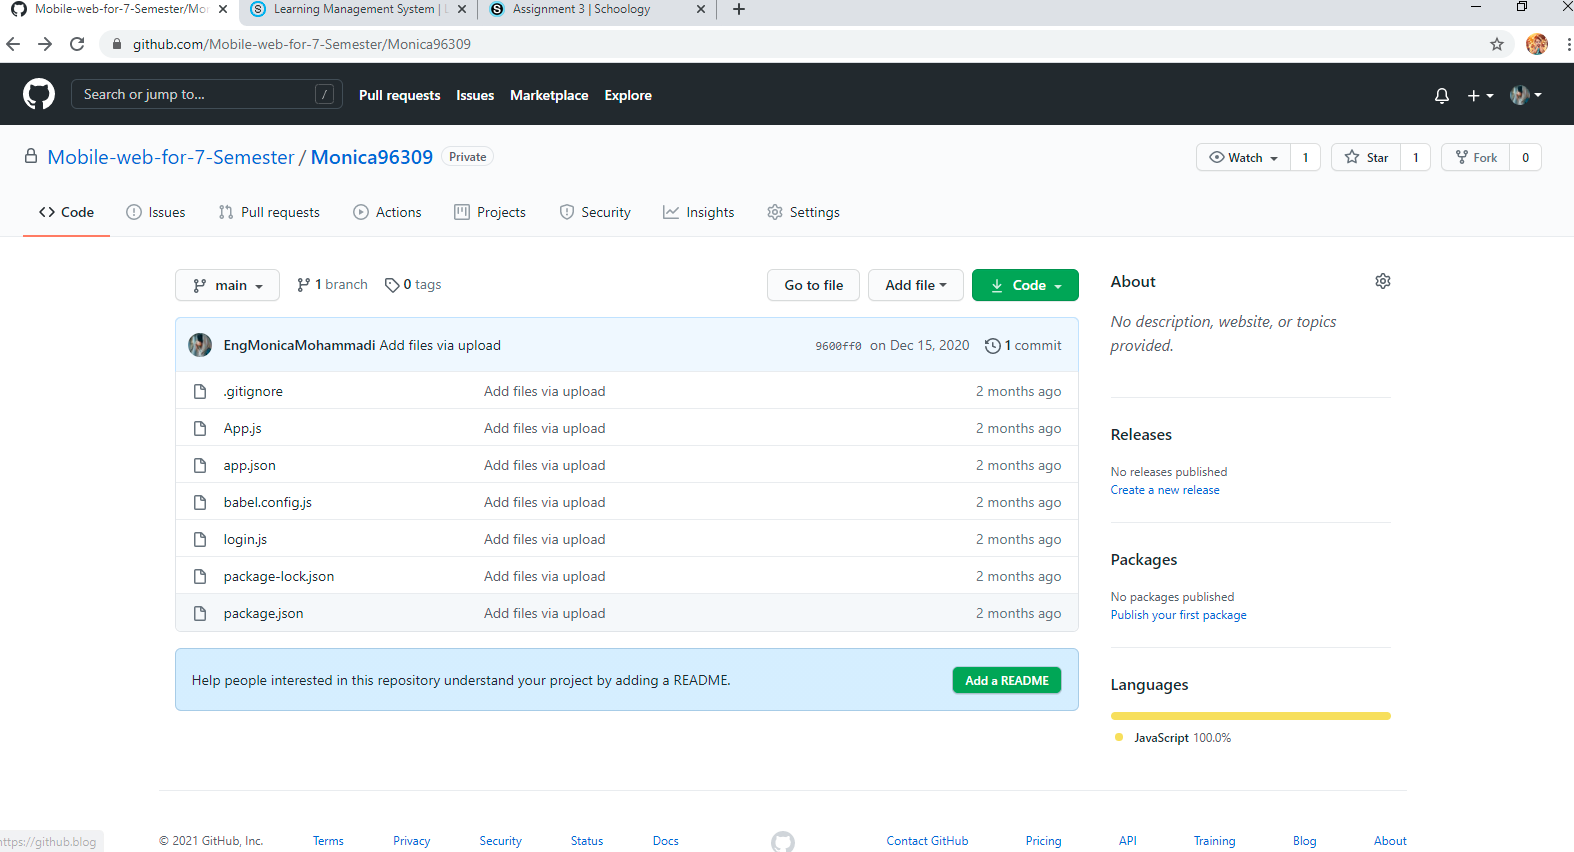 Mobile-web-for-7-Semester/Mo
Learning Management System |
Assignment 3 | Schoology
github.com/Mobile-web-for-7-Semester/Monica96309
Search or jump to... / Pull requests Issues Marketplace Explore
Mobile-web-for-7-Semester / Monica96309 Private
Watch 1 Star 1 Fork 0
Code Issues Pull requests Actions Projects Security Insights Settings
main 1 branch 0 tags Go to file Add file Code
EngMonicaMohammadi Add files via upload 9600ff0 on Dec 15, 2020 1 commit
.gitignore Add files via upload 2 months ago
App.js Add files via upload 2 months ago
app.json Add files via upload 2 months ago
babel.config.js Add files via upload 2 months ago
login.js Add files via upload 2 months ago
package-lock.json Add files via upload 2 months ago
package.json Add files via upload 2 months ago
Help people interested in this repository understand your project by adding a README. Add a README
About
No description, website, or topics
provided.
Releases
No releases published
Create a new release
Packages
No packages published
Publish your first package
Languages
JavaScript 100.0%
© 2021 GitHub, Inc. Terms Privacy Security Status Docs Contact GitHub Pricing API Training Blog About
https://github.blog